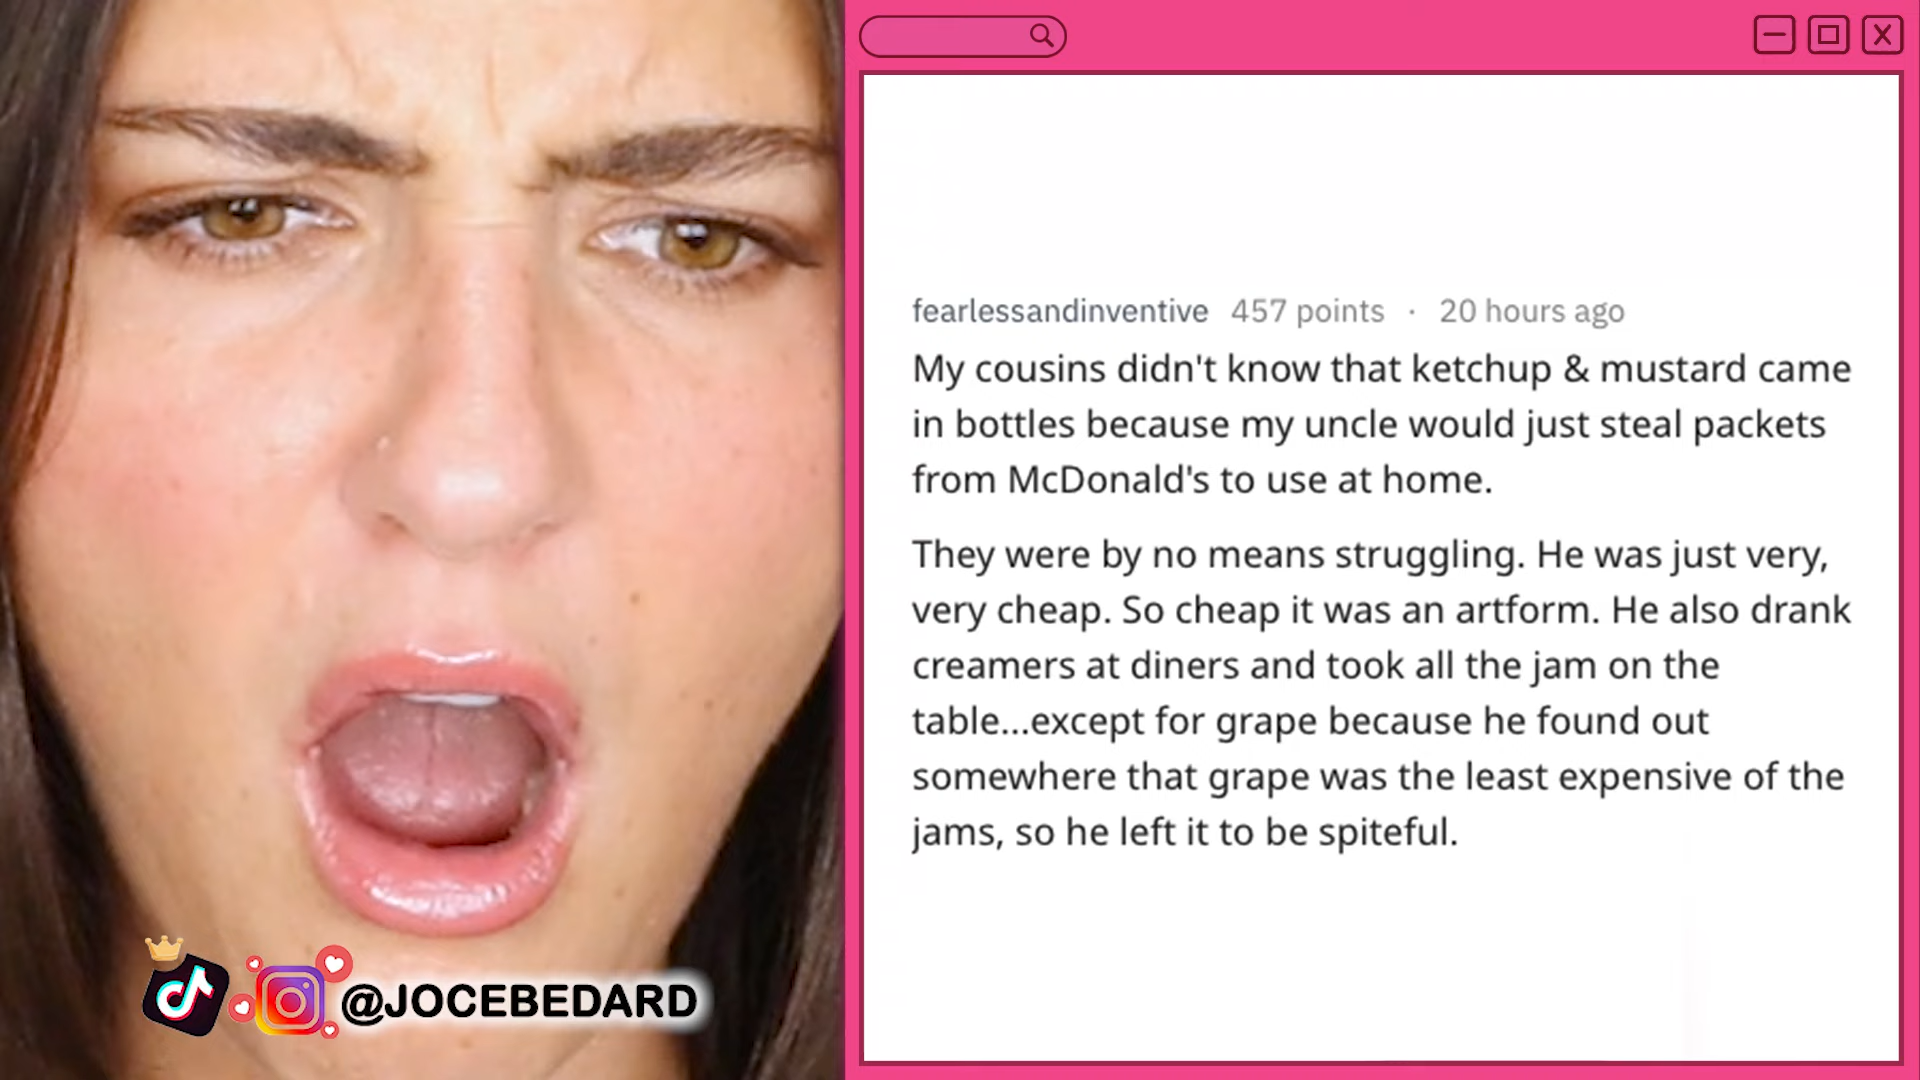 fearlessandinventive 457 points · 20 hours ago
My cousins didn't know that ketchup & mustard came
in bottles because my uncle would just steal packets
from McDonald's to use at home.
They were by no means struggling. He was just very,
very cheap. So cheap it was an artform. He also drank
creamers at diners and took all the jam on the
table...except for grape because he found out
somewhere that grape was the least expensive of the
jams, so he left it to be spiteful.
@JOCEBEDARD